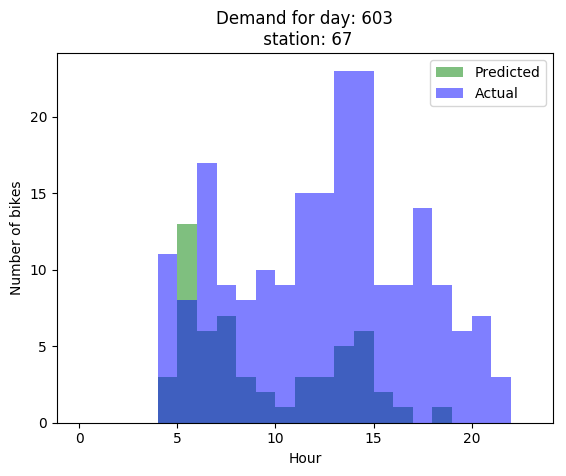 Demand for day: 603
station: 67
Predicted
Actual
Number of bikes
20
15
10
5
0
0 5 10 15 20
Hour